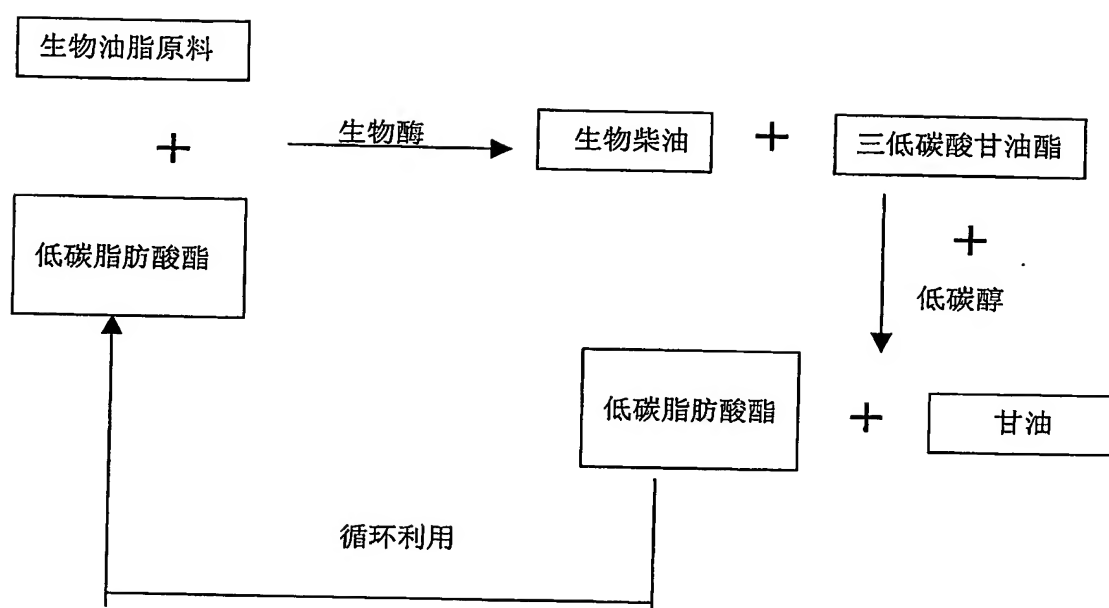 生物油脂原料
+
生物酶
生物柴油
+
三低碳酸甘油酯
低碳脂肪酸酯
+
低碳醇
低碳脂肪酸酯
+
甘油
循环利用